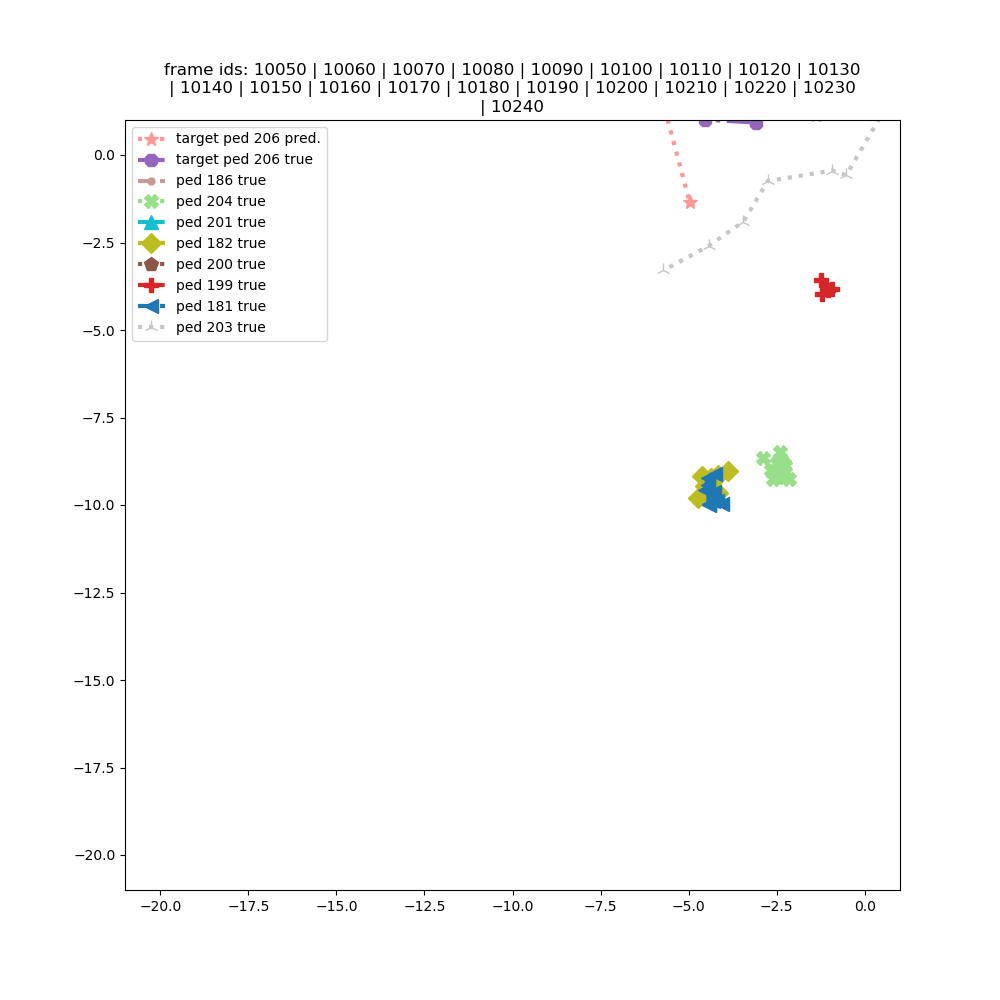 frame ids: 10050 | 10060 | 10070 | 10080 | 10090 | 10100 | 10110 | 10120 | 10130
| 10140 | 10150 | 10160 | 10170 | 10180 | 10190 | 10200 | 10210 | 10220 | 10230
| 10240
target ped 206 pred.
target ped 206 true
ped 186 true
ped 204 true
ped 201 true
ped 182 true
ped 200 true
ped 199 true
ped 181 true
ped 203 true
0.0
−2.5
−5.0
−7.5
−10.0
−12.5
−15.0
−17.5
−20.0
−20.0 −17.5 −15.0 −12.5 −10.0 −7.5 −5.0 −2.5 0.0